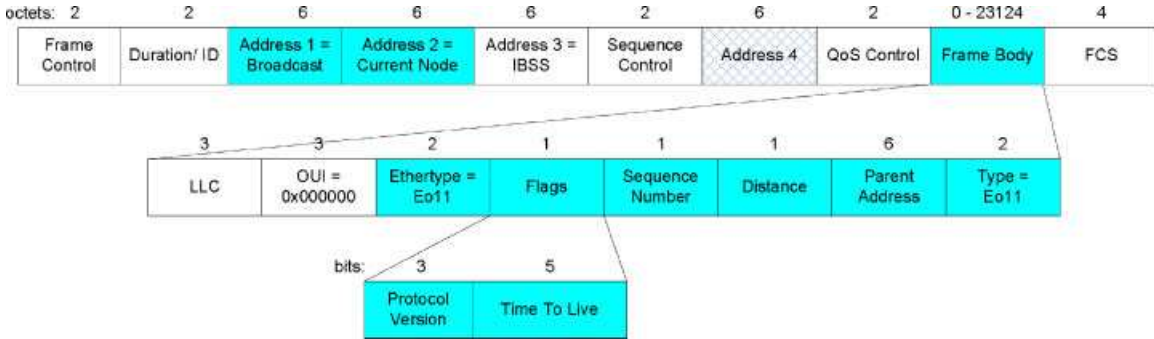 octets: 2 2 6 6 6 2 6 2 0 - 23124 4
Frame Control Duration/ ID Address 1 = Broadcast Address 2 = Current Node Address 3 = IBSS Sequence Control Address 4 QoS Control Frame Body FCS
3 3 2 1 1 1 6 2
LLC OUI = 0x000000 Ethertype = Eo11 Flags Sequence Number Distance Parent Address Type = Eo11
bits: 3 5
Protocol Version Time To Live